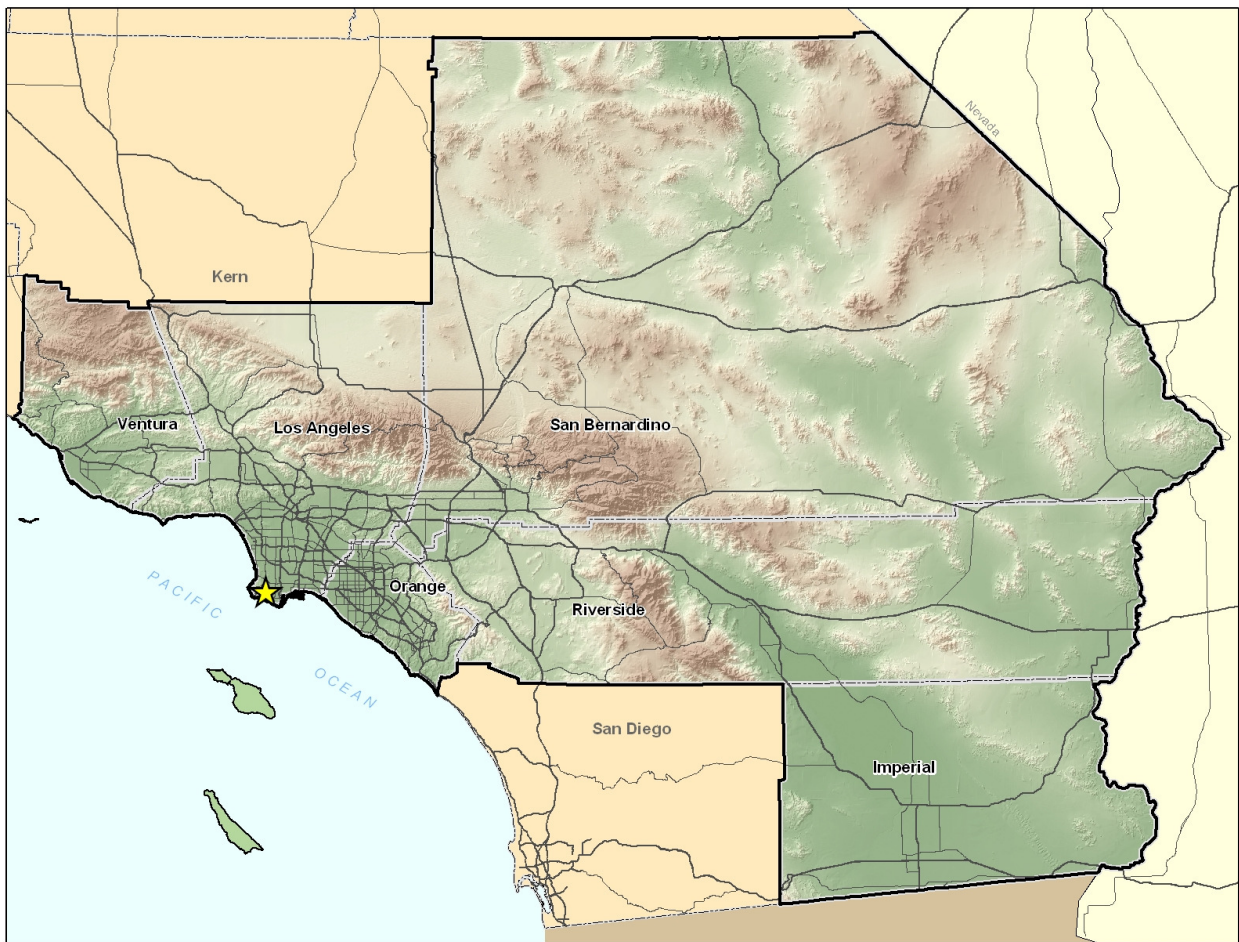 Nevada
Kern
Ventura
Los Angeles
San Bernardino
Orange
Riverside
PACIFIC
OCEAN
San Diego
Imperial